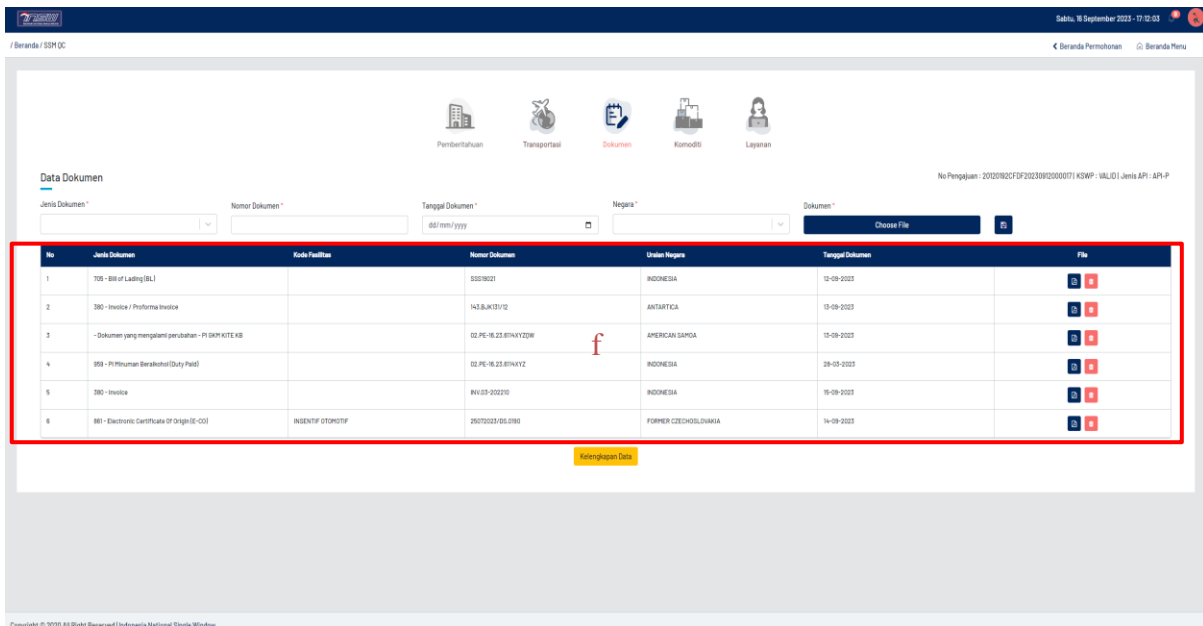 Sabtu, 16 September 2023 - 17:12:03
/ Beranda / SSM QC
Beranda Permohonan Beranda Menu
Pemberitahuan Transportasi Dokumen Komoditi Layanan
Data Dokumen
No Pengajuan : 20120192CFDF20230812000017 | KSWP : VALID | Jenis API : API-P
Jenis Dokumen * Nomor Dokumen * Tanggal Dokumen * Negara * Dokumen *
dd/mm/yyyy Choose File
No Jenis Dokumen Kode Fasilitas Nomor Dokumen Uraian Negara Tanggal Dokumen File
1 705 - Bill of Lading (BL) SSS19021 INDONESIA 12-09-2023
2 380 - Invoice / Proforma Invoice 143.BJK131/12 ANTARTICA 13-09-2023
3 - Dokumen yang mengalami perubahan - PI GKM KITE KB 02.PE-16.23.6114XYZQW AMERICAN SAMOA 13-09-2023
f
4 959 - PI Minuman Beralkohol (Duty Paid) 02.PE-16.23.6114XYZ INDONESIA 28-03-2023
5 380 - Invoice INV.03-202210 INDONESIA 15-09-2023
6 861 - Electronic Certificate Of Origin (E-CO) INSENTIF OTOMOTIF 25072023/DS.0190 FORMER CZECHOSLOVAKIA 14-09-2023
Kelengkapan Data
Copyright © 2020 All Right Reserved | Indonesia National Single Window